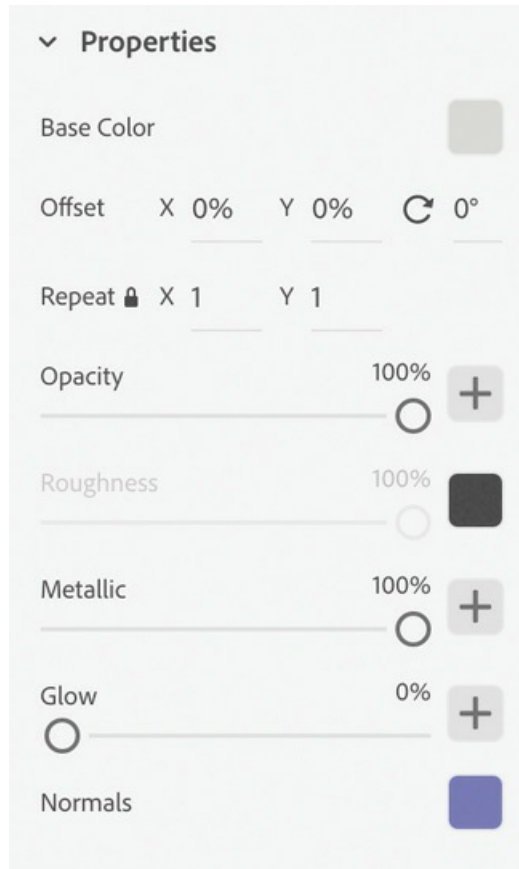 Properties
Base Color
Offset X 0% Y 0% 0°
Repeat X 1 Y 1
Opacity 100%
Roughness 100%
Metallic 100%
Glow 0%
Normals